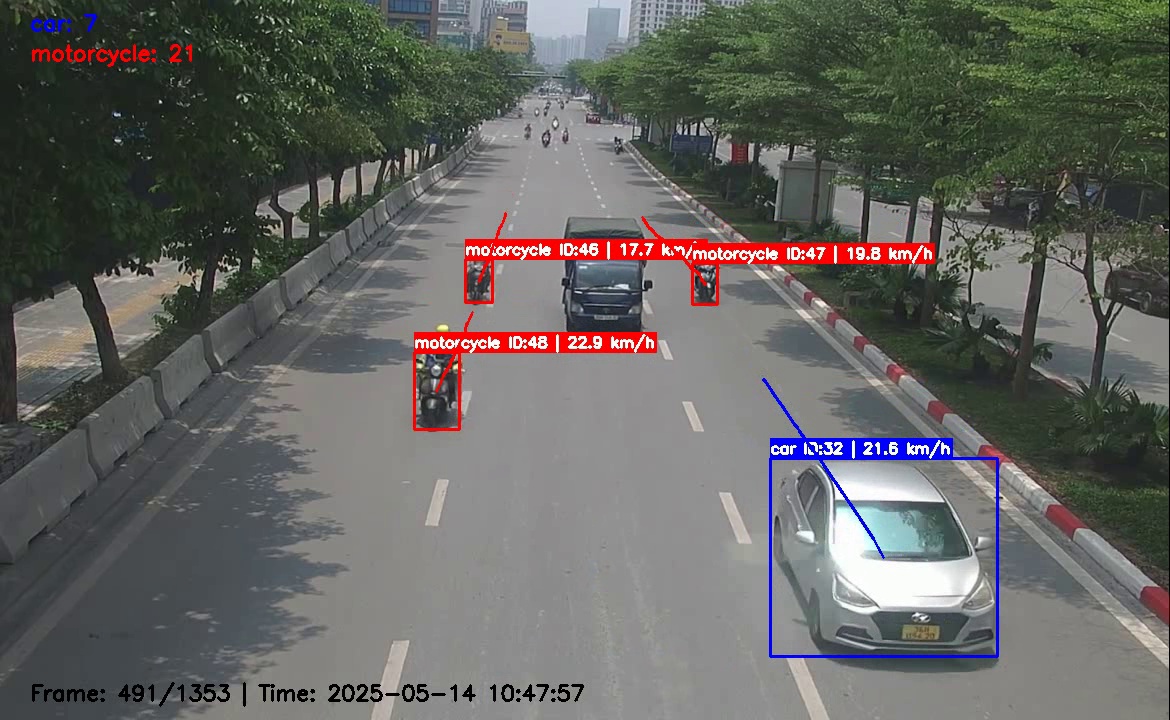 car: 7
motorcycle: 21
motorcycle ID:46 | 17.7 km/
motorcycle ID:47 | 19.8 km/h
motorcycle ID:48 | 22.9 km/h
car ID:32 | 21.6 km/h
Frame: 491/1353 | Time: 2025-05-14 10:47:57